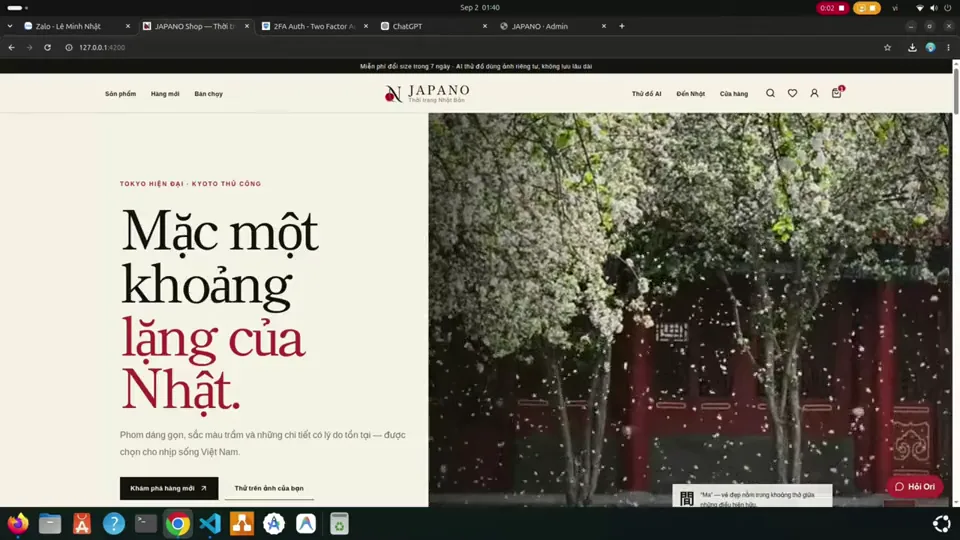 Sep 2 01:40
0:02
vi
Zalo - Lê Minh Nhật
JAPANO Shop — Thời t
2FA Auth - Two Factor A
ChatGPT
JAPANO · Admin
127.0.0.1:4200
Miễn phí đổi size trong 7 ngày · AI thử đồ dùng ảnh riêng tư, không lưu lâu dài
Sản phẩm
Hàng mới
Bán chạy
JAPANO
Thời trang Nhật Bản
Thử đồ AI
Đến Nhật
Cửa hàng
1
TOKYO HIỆN ĐẠI · KYOTO THỦ CÔNG
Mặc một
khoảng
lặng của
Nhật.
Phom dáng gọn, sắc màu trầm và những chi tiết có lý do tồn tại — được
chọn cho nhịp sống Việt Nam.
Khám phá hàng mới
Thử trên ảnh của bạn
間
"Ma" — vẻ đẹp nằm trong khoảng thở giữa
những điều hiện hữu.
Hỏi Ori